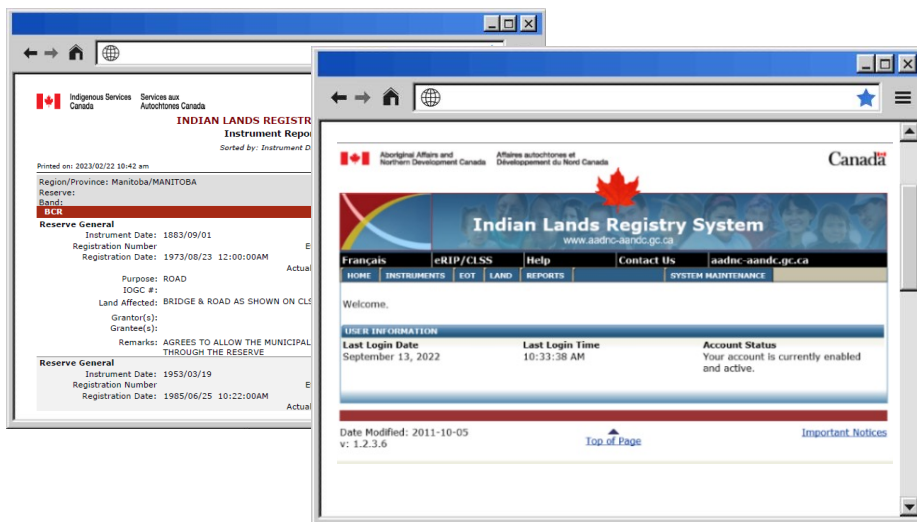 Indigenous Services Canada
Services aux Autochtones Canada
INDIAN LANDS REGISTR
Instrument Repo
Sorted by: Instrument D
Printed on: 2023/02/22 10:42 am
Region/Province: Manitoba/MANITOBA
Reserve:
Band:
BCR
Reserve General
Instrument Date: 1883/09/01
Registration Number
Registration Date: 1973/08/23 12:00:00AM
Actual
Purpose: ROAD
IOGC #:
Land Affected: BRIDGE & ROAD AS SHOWN ON CLS
Grantor(s):
Grantee(s):
Remarks: AGREES TO ALLOW THE MUNICIPAL
THROUGH THE RESERVE
Reserve General
Instrument Date: 1953/03/19
Registration Number
Registration Date: 1985/06/25 10:22:00AM
Actual
Aboriginal Affairs and Northern Development Canada
Affaires autochtones et Développement du Nord Canada
Canada
Indian Lands Registry System
www.aadnc-aandc.gc.ca
Français eRIP/CLSS Help Contact Us aadnc-aandc.gc.ca
HOME INSTRUMENTS EOT LAND REPORTS SYSTEM MAINTENANCE
Welcome.
USER INFORMATION
Last Login Date Last Login Time Account Status
September 13, 2022 10:33:38 AM Your account is currently enabled
and active.
Date Modified: 2011-10-05
v: 1.2.3.6
Top of Page
Important Notices